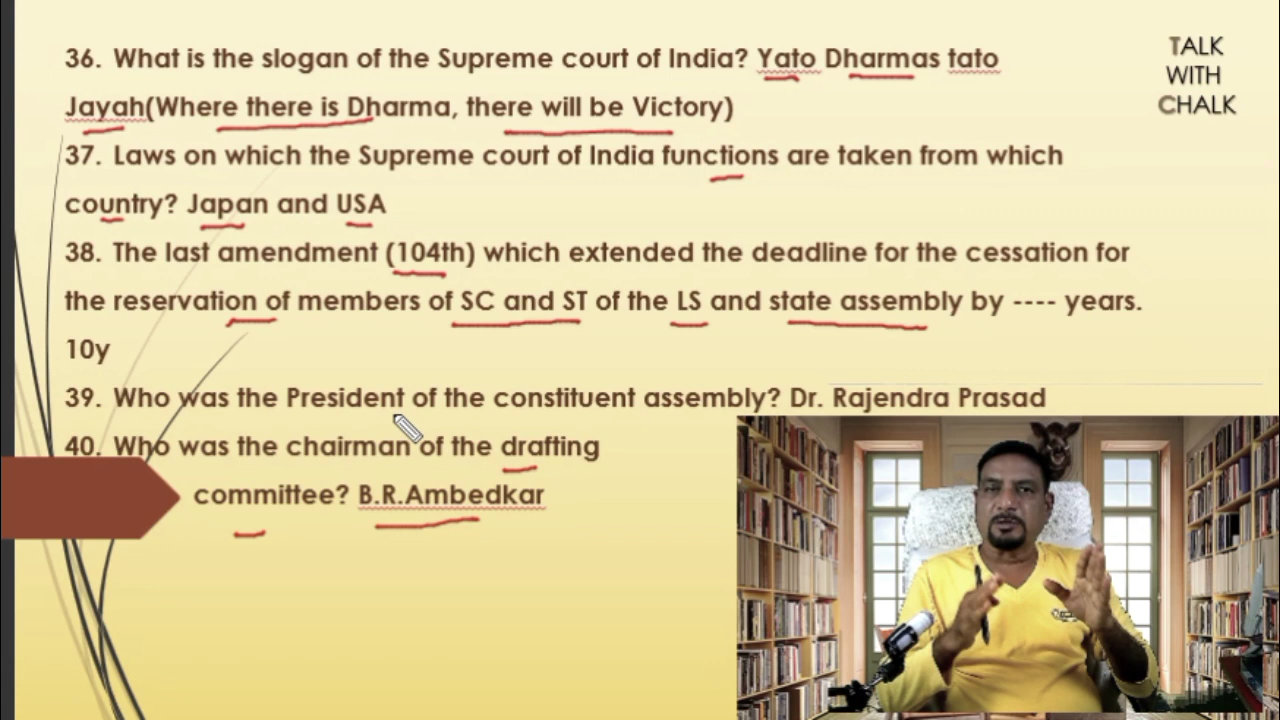 36. What is the slogan of the Supreme court of India? Yato Dharmas tato
Jayah(Where there is Dharma, there will be Victory)
37. Laws on which the Supreme court of India functions are taken from which
country? Japan and USA
38. The last amendment (104th) which extended the deadline for the cessation for
the reservation of members of SC and ST of the LS and state assembly by ---- years.
10y
39. Who was the President of the constituent assembly? Dr. Rajendra Prasad
40. Who was the chairman of the drafting
committee? B.R.Ambedkar
TALK
WITH
CHALK